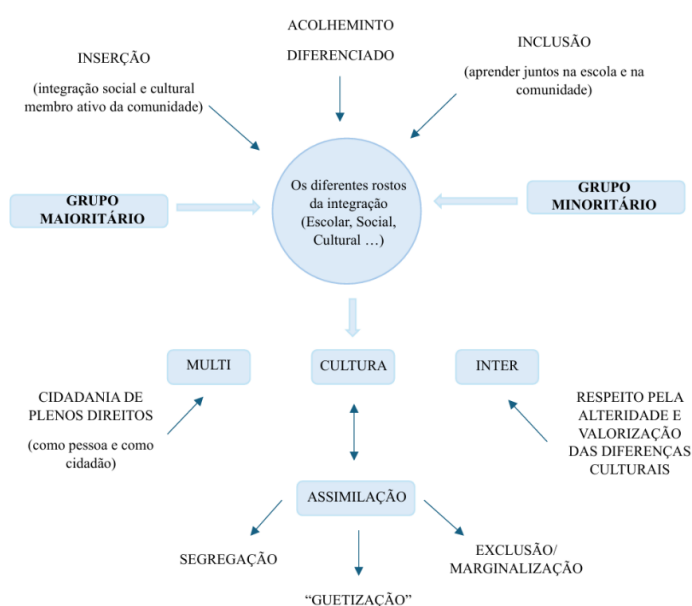 ACOLHEMINTO
DIFERENCIADO
INSERÇÃO
(integração social e cultural
membro ativo da comunidade)
INCLUSÃO
(aprender juntos na escola e na
comunidade)
GRUPO
MAIORITÁRIO
Os diferentes rostos
da integração
(Escolar, Social,
Cultural …)
GRUPO
MINORITÁRIO
MULTI
CULTURA
INTER
CIDADANIA DE
PLENOS DIREITOS
(como pessoa e como
cidadão)
RESPEITO PELA
ALTERIDADE E
VALORIZAÇÃO
DAS DIFERENÇAS
CULTURAIS
ASSIMILAÇÃO
SEGREGAÇÃO
“GUETIZAÇÃO”
EXCLUSÃO/
MARGINALIZAÇÃO